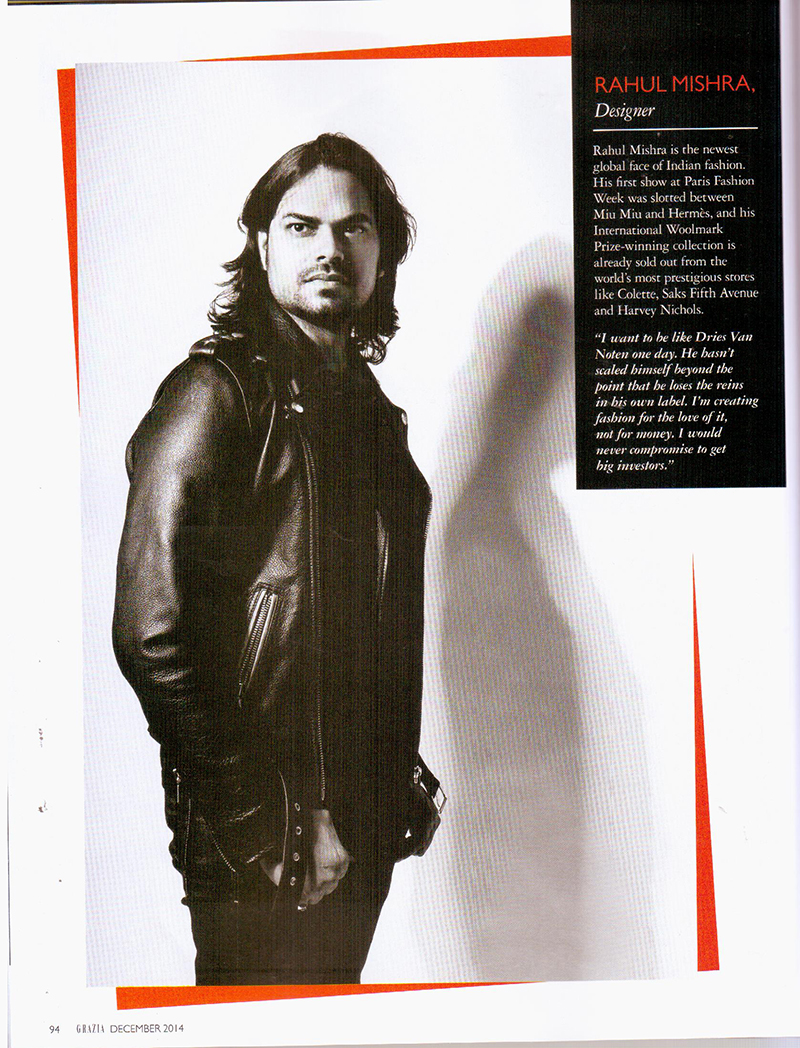 RAHUL MISHRA,
Designer
Rahul Mishra is the newest
global face of Indian fashion.
His first show at Paris Fashion
Week was slotted between
Miu Miu and Hermès, and his
International Woolmark
Prize-winning collection is
already sold out from the
world's most prestigious stores
like Colette, Saks Fifth Avenue
and Harvey Nichols.
“I want to be like Dries Van
Noten one day. He hasn't
scaled himself beyond the
point that he loses the reins
in his own label. I'm creating
fashion for the love of it,
not for money. I would
never compromise to get
big investors.”
94 GRAZIA DECEMBER 2014